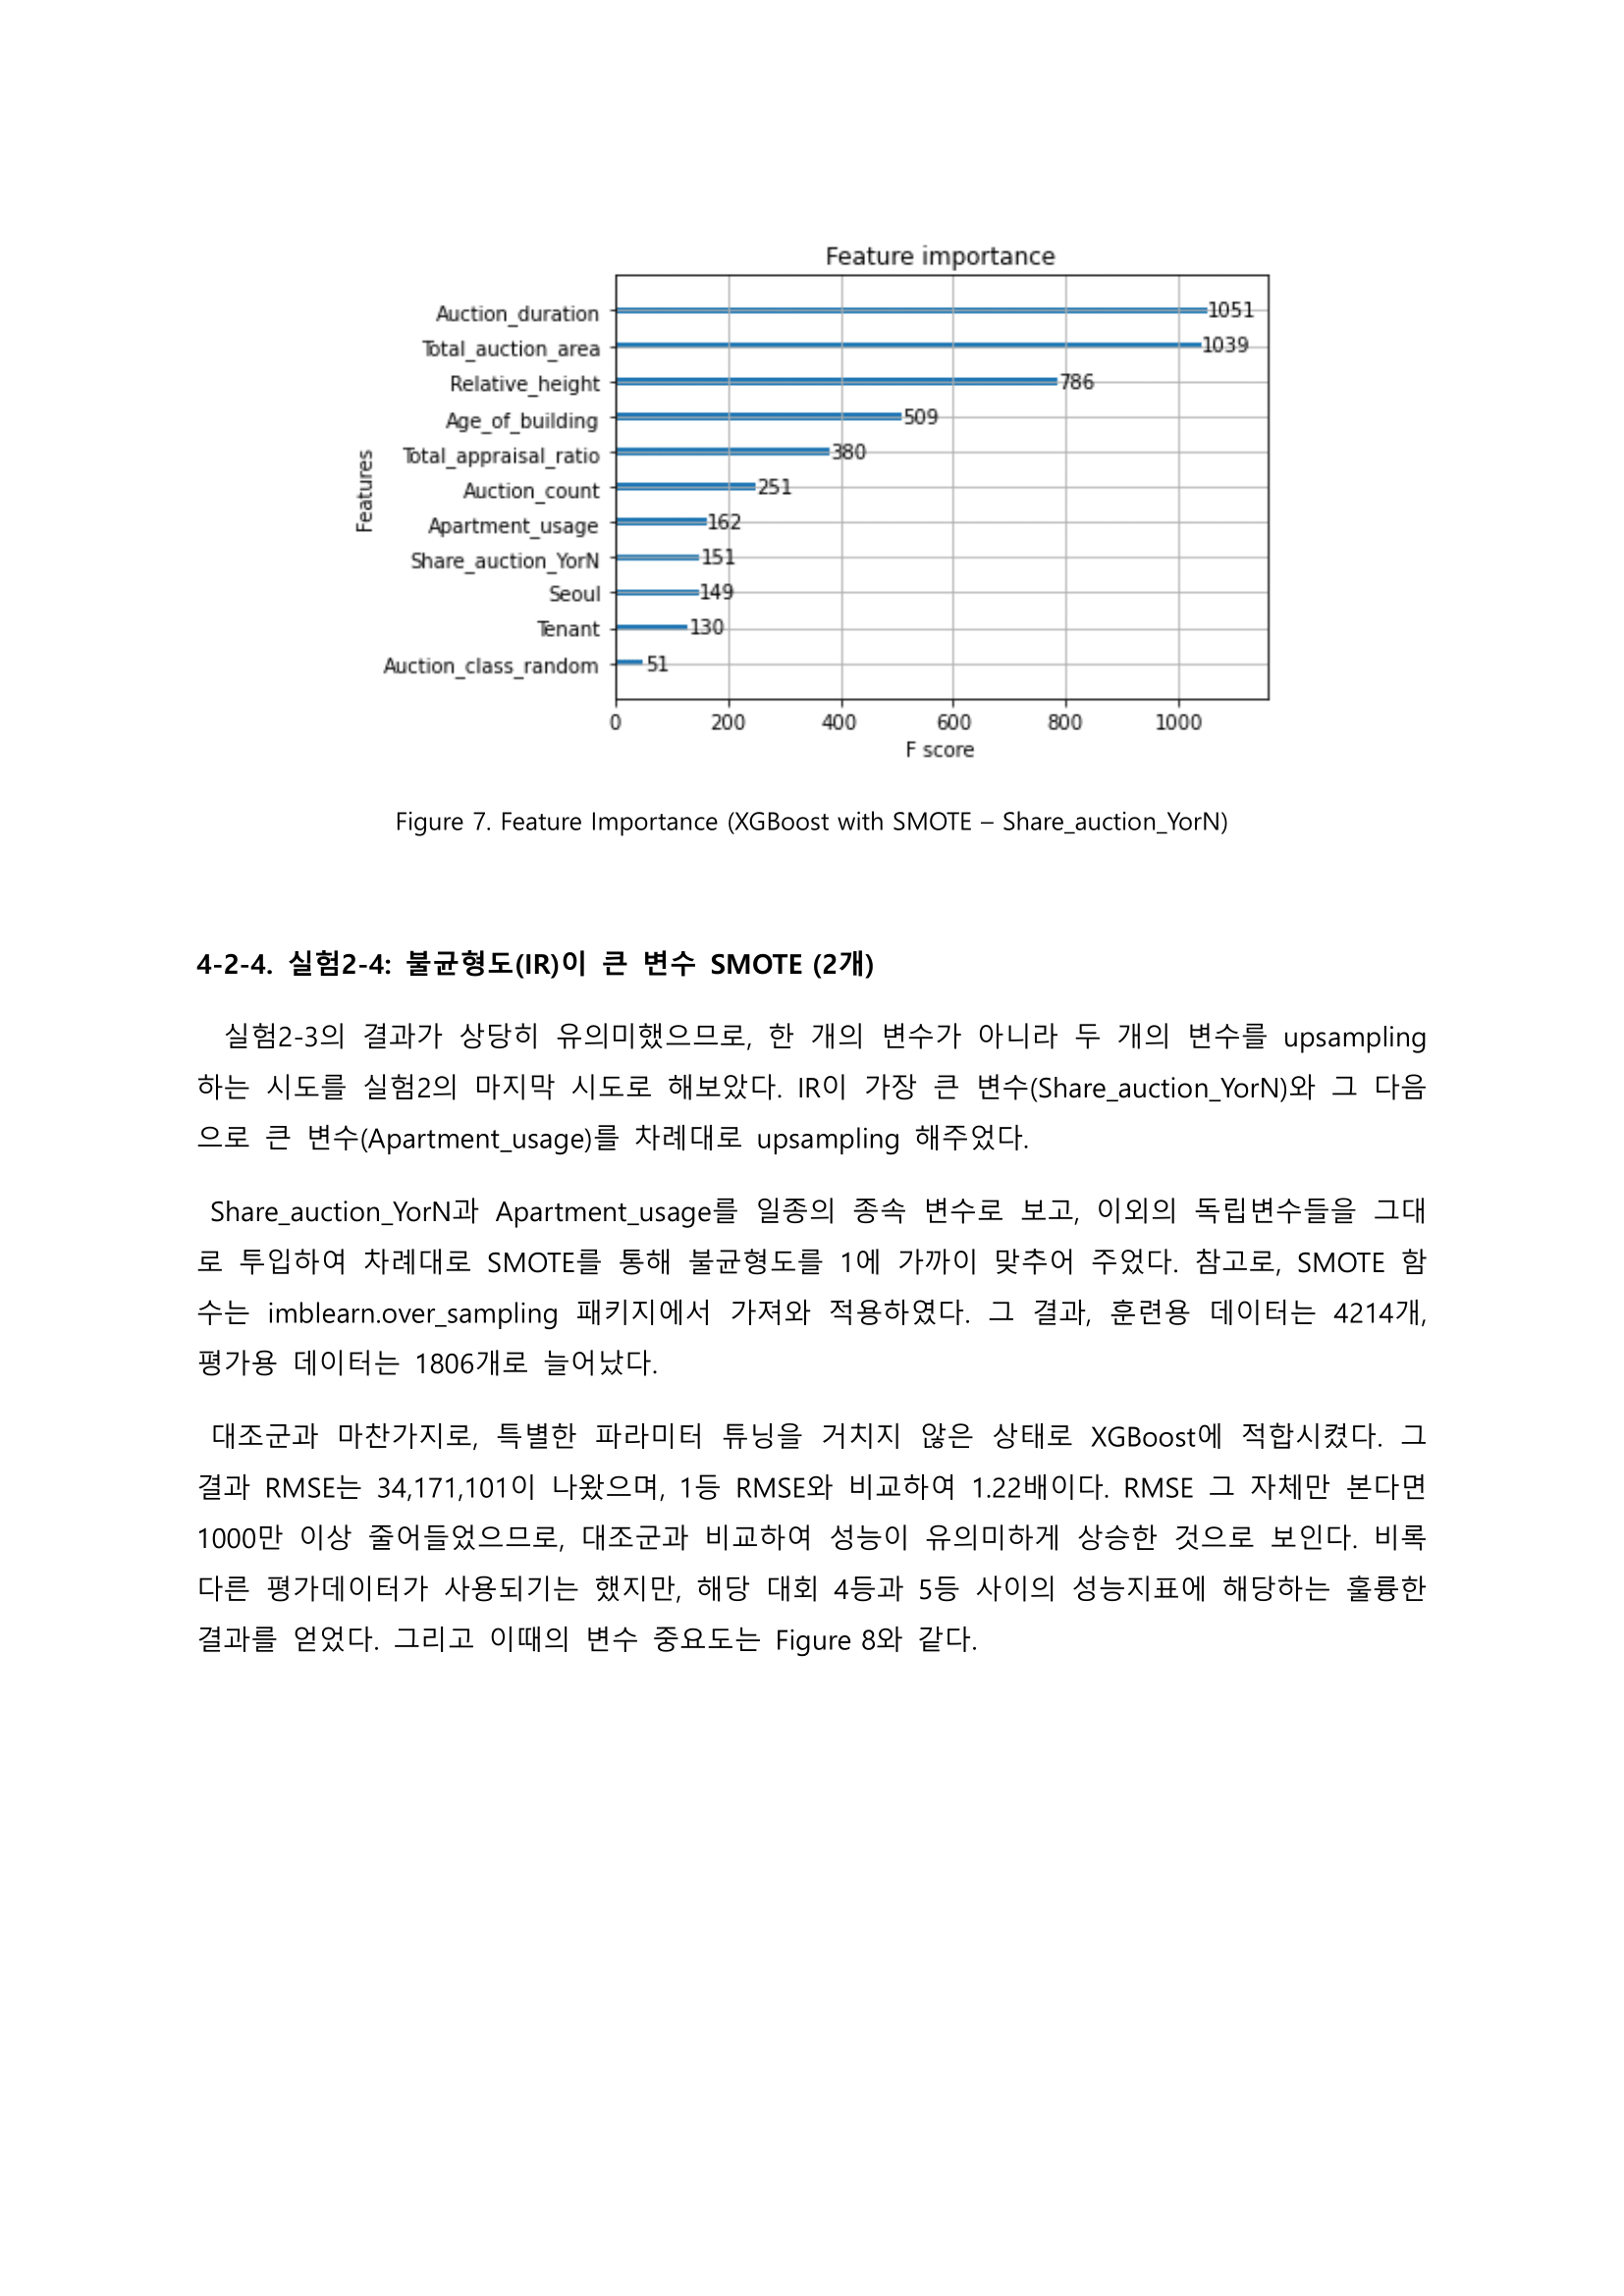 Feature importance
Auction_duration
1051
Total_auction_area
1039
Relative_height
786
Age_of_building
509
Total_appraisal_ratio
380
Auction_count
251
Apartment_usage
162
Share_auction_YorN
151
Seoul
149
Tenant
130
Auction_class_random
51
Features
0 200 400 600 800 1000
F score
Figure 7. Feature Importance (XGBoost with SMOTE – Share_auction_YorN)
4-2-4. 실험2-4: 불균형도(IR)이 큰 변수 SMOTE (2개)
실험2-3의 결과가 상당히 유의미했으므로, 한 개의 변수가 아니라 두 개의 변수를 upsampling
하는 시도를 실험2의 마지막 시도로 해보았다. IR이 가장 큰 변수(Share_auction_YorN)와 그 다음
으로 큰 변수(Apartment_usage)를 차례대로 upsampling 해주었다.
Share_auction_YorN과 Apartment_usage를 일종의 종속 변수로 보고, 이외의 독립변수들을 그대
로 투입하여 차례대로 SMOTE를 통해 불균형도를 1에 가까이 맞추어 주었다. 참고로, SMOTE 함
수는 imblearn.over_sampling 패키지에서 가져와 적용하였다. 그 결과, 훈련용 데이터는 4214개,
평가용 데이터는 1806개로 늘어났다.
대조군과 마찬가지로, 특별한 파라미터 튜닝을 거치지 않은 상태로 XGBoost에 적합시켰다. 그
결과 RMSE는 34,171,101이 나왔으며, 1등 RMSE와 비교하여 1.22배이다. RMSE 그 자체만 본다면
1000만 이상 줄어들었으므로, 대조군과 비교하여 성능이 유의미하게 상승한 것으로 보인다. 비록
다른 평가데이터가 사용되기는 했지만, 해당 대회 4등과 5등 사이의 성능지표에 해당하는 훌륭한
결과를 얻었다. 그리고 이때의 변수 중요도는 Figure 8와 같다.